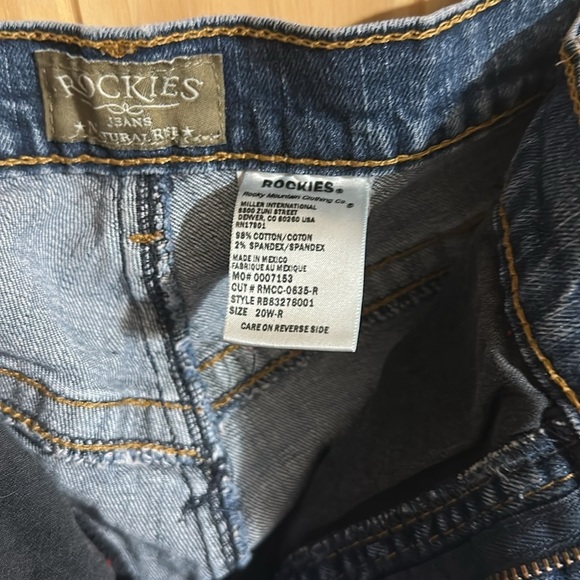 ROCKIES
JEANS
★ NATURAL RISE ★
ROCKIES®
Rocky Mountain Clothing Co.®
MILLER INTERNATIONAL
8500 ZUNI STREET
DENVER, CO 80260 USA
RN17901
98% COTTON/COTON
2% SPANDEX/SPANDEX
MADE IN MEXICO
FABRIQUE AU MEXIQUE
MO# 0007153
CUT # RMCC-0635-R
STYLE RB83278001
SIZE 20W-R
CARE ON REVERSE SIDE